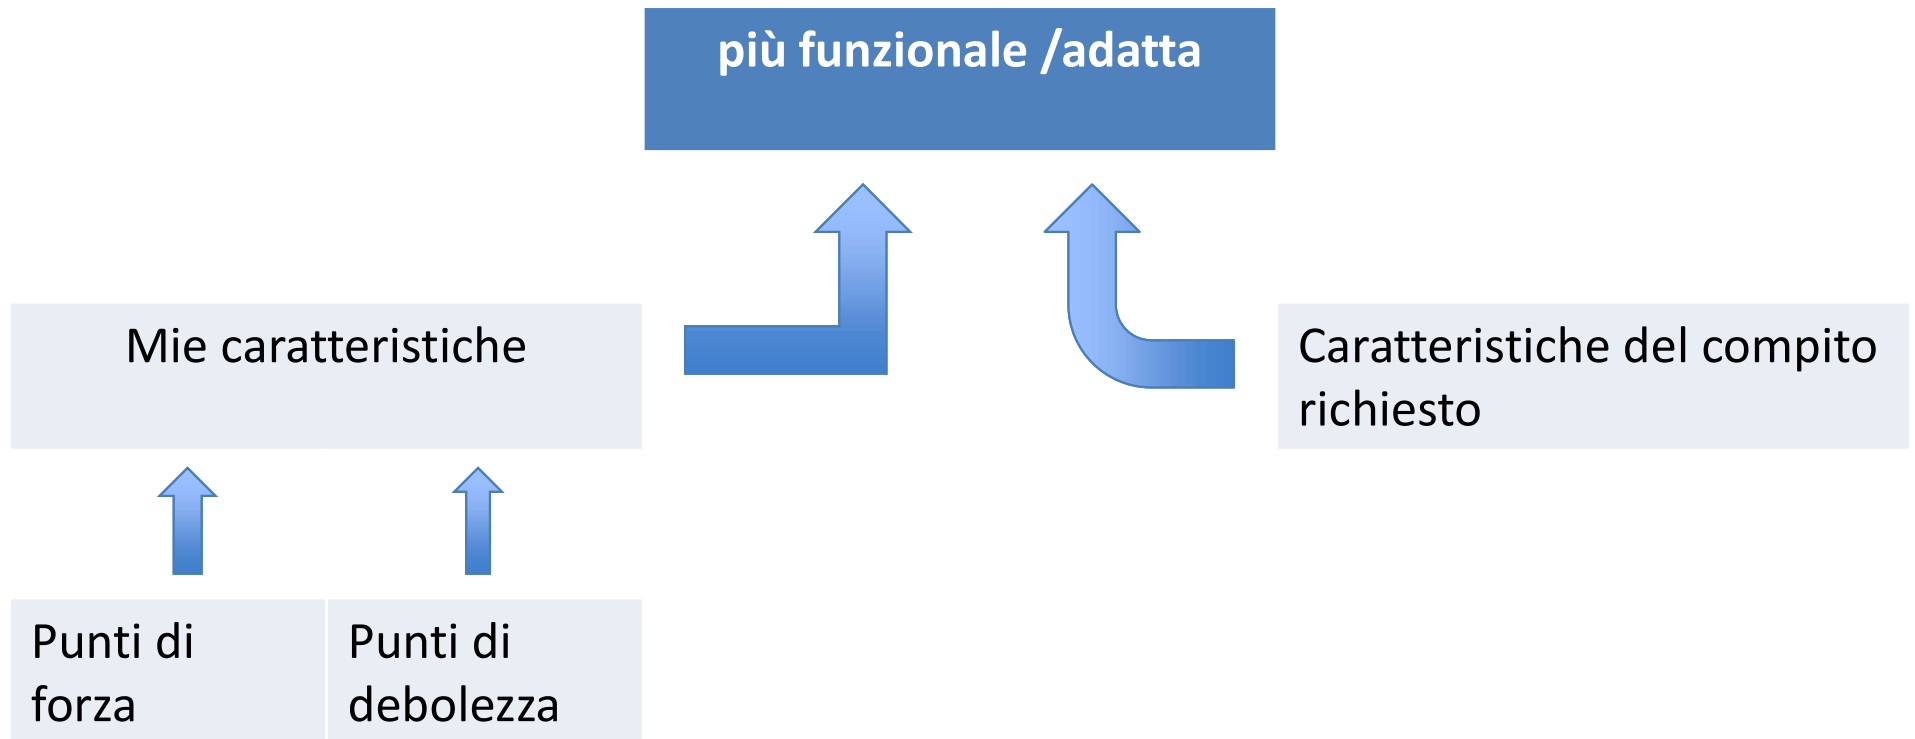 più funzionale /adatta
Mie caratteristiche
Caratteristiche del compito
richiesto
Punti di
forza
Punti di
debolezza